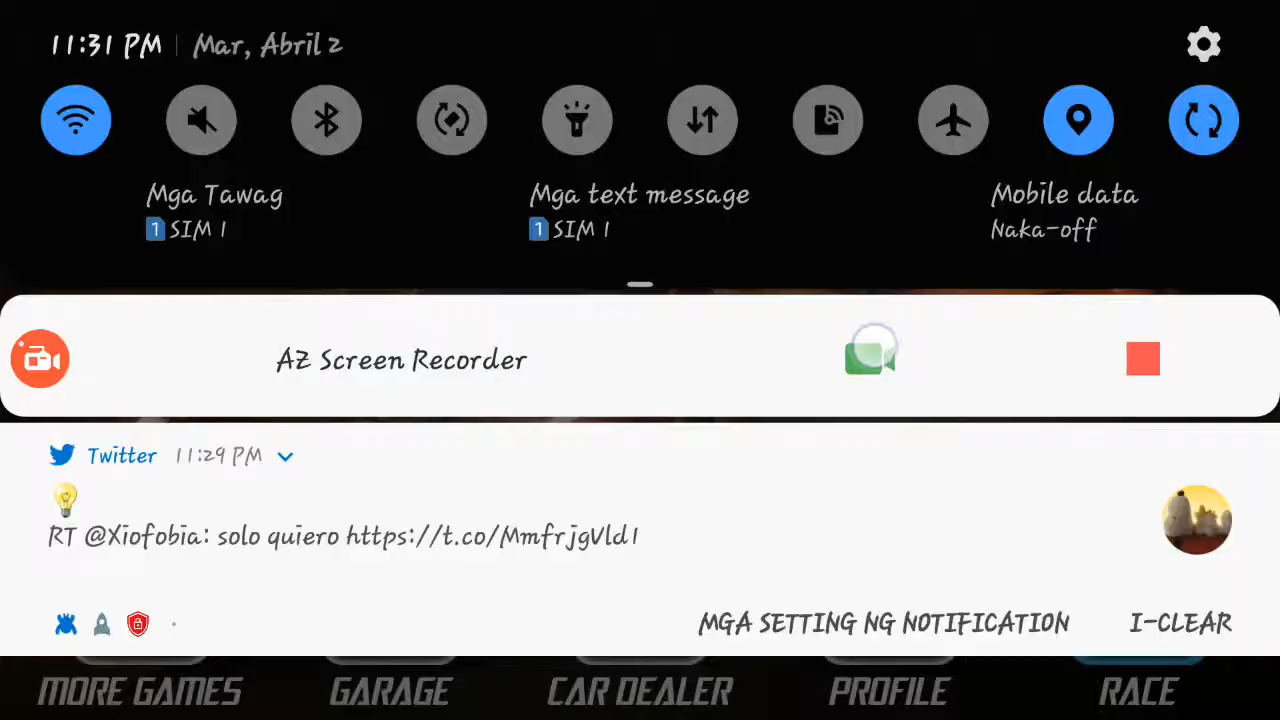 11:31 PM | Mar, Abril 2
Mga Tawag
1 SIM 1
Mga text message
1 SIM 1
Mobile data
Naka-off
AZ Screen Recorder
Twitter 11:29 PM
RT @Xiofobia: solo quiero https://t.co/MmfrjgVld1
MGA SETTING NG NOTIFICATION I-CLEAR
MORE GAMES GARAGE CAR DEALER PROFILE RACE